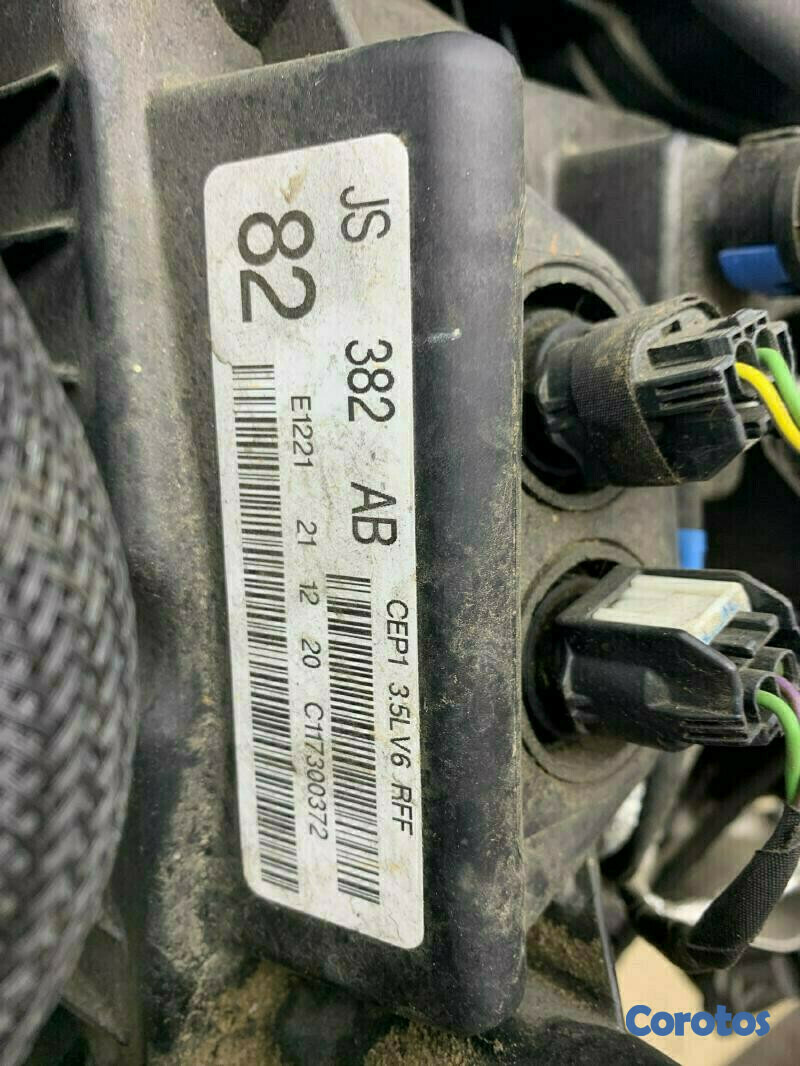 JS 382 AB CEP1 3.5LV6 RFF
82 E1221 21 12 20 C117300372
Corotos